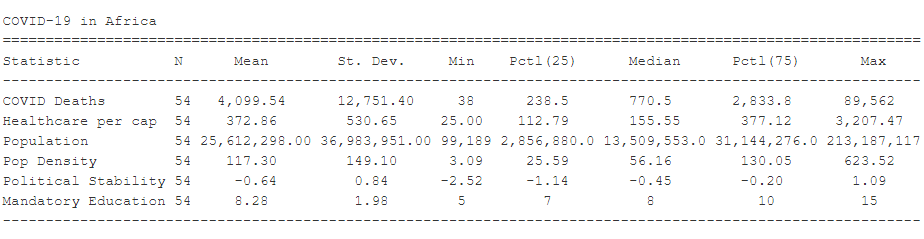 COVID-19 in Africa
==========================================================================================================
Statistic N Mean St. Dev. Min Pctl(25) Median Pctl(75) Max
----------------------------------------------------------------------------------------------------------
COVID Deaths 54 4,099.54 12,751.40 38 238.5 770.5 2,833.8 89,562
Healthcare per cap 54 372.86 530.65 25.00 112.79 155.55 377.12 3,207.47
Population 54 25,612,298.00 36,983,951.00 99,189 2,856,880.0 13,509,553.0 31,144,276.0 213,187,117
Pop Density 54 117.30 149.10 3.09 25.59 56.16 130.05 623.52
Political Stability 54 -0.64 0.84 -2.52 -1.14 -0.45 -0.20 1.09
Mandatory Education 54 8.28 1.98 5 7 8 10 15
----------------------------------------------------------------------------------------------------------